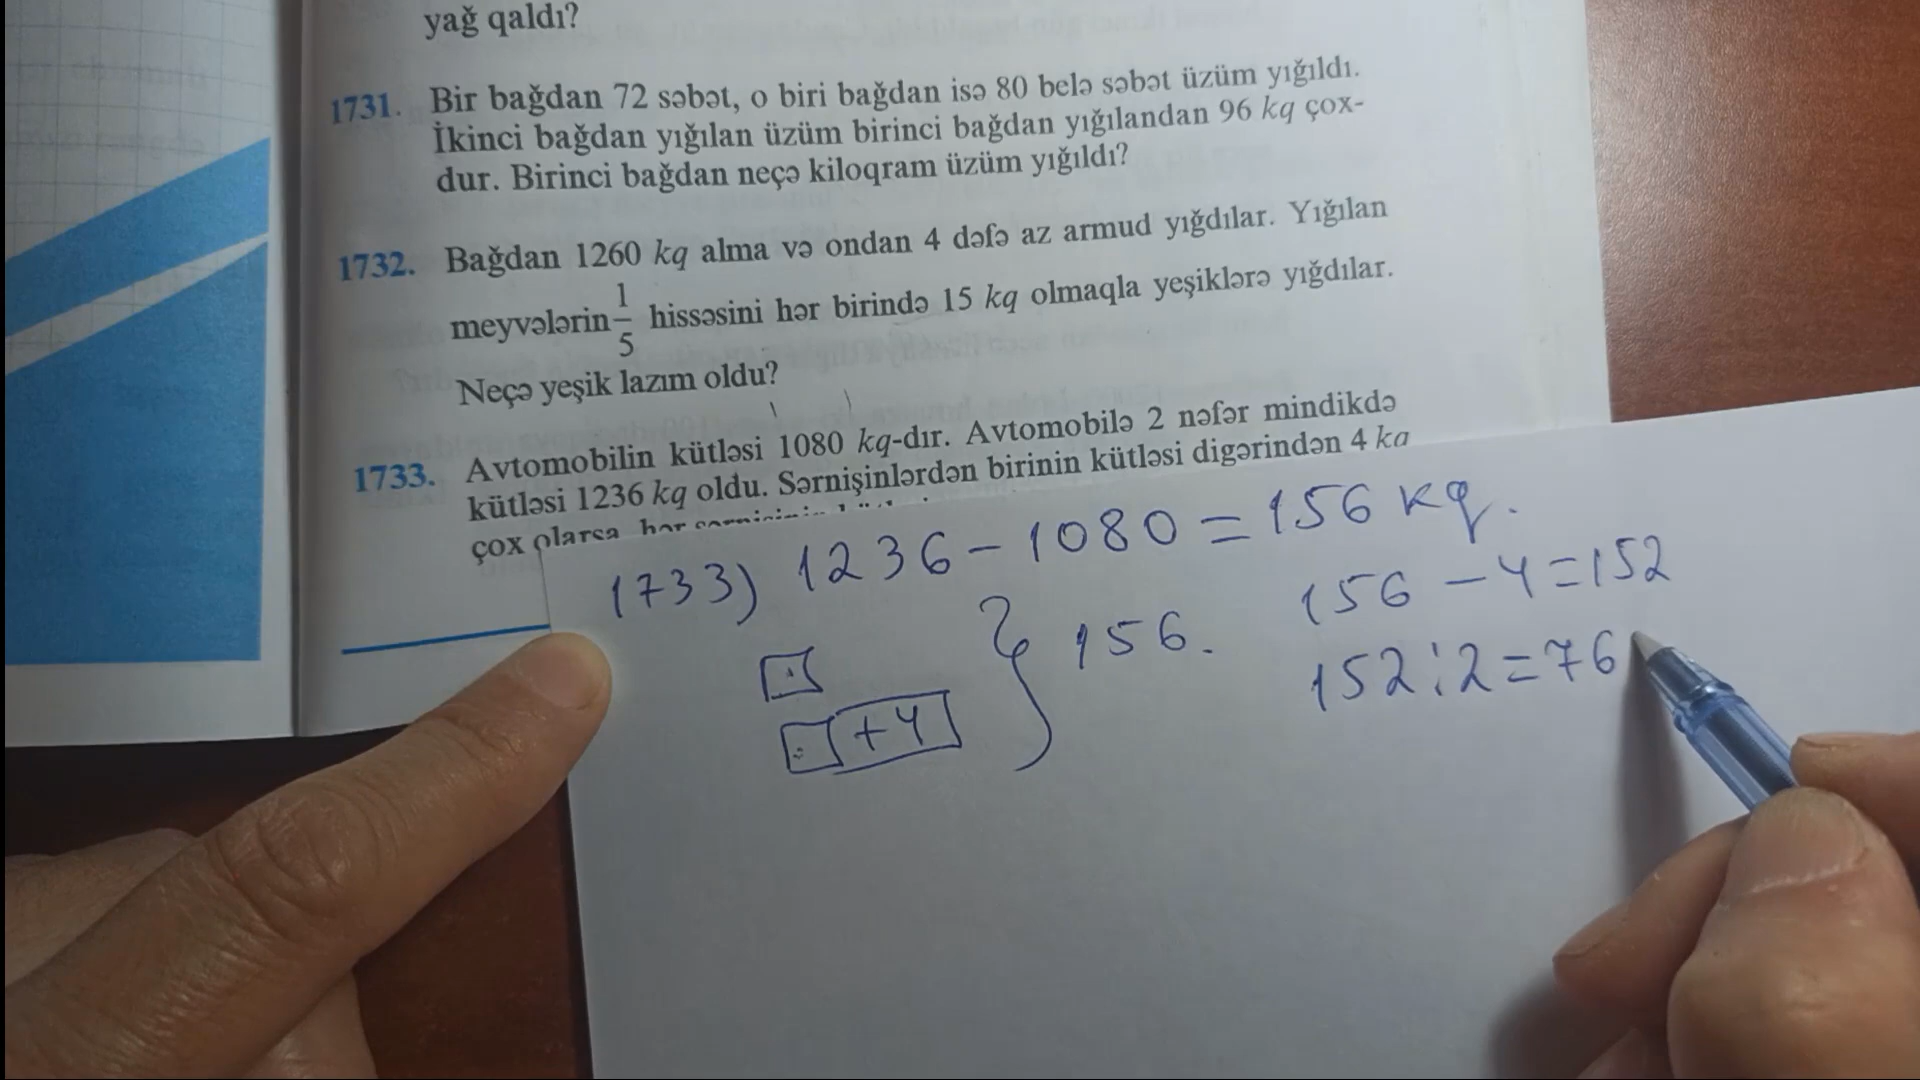 yağ qaldı?
1731. Bir bağdan 72 səbət, o biri bağdan isə 80 belə səbət üzüm yığıldı.
İkinci bağdan yığılan üzüm birinci bağdan yığılandan 96 kq çox-
dur. Birinci bağdan neçə kiloqram üzüm yığıldı?
1732. Bağdan 1260 kq alma və ondan 4 dəfə az armud yığdılar. Yığılan
meyvələrin 1/5 hissəsini hər birində 15 kq olmaqla yeşiklərə yığdılar.
Neçə yeşik lazım oldu?
1733. Avtomobilin kütləsi 1080 kq-dır. Avtomobilə 2 nəfər mindikdə
kütləsi 1236 kq oldu. Sərnişinlərdən birinin kütləsi digərindən 4 kq
çox olarsa, hər
1733) 1236 - 1080 = 156 kq.
156 - 4 = 152
156.
152 : 2 = 76
+4